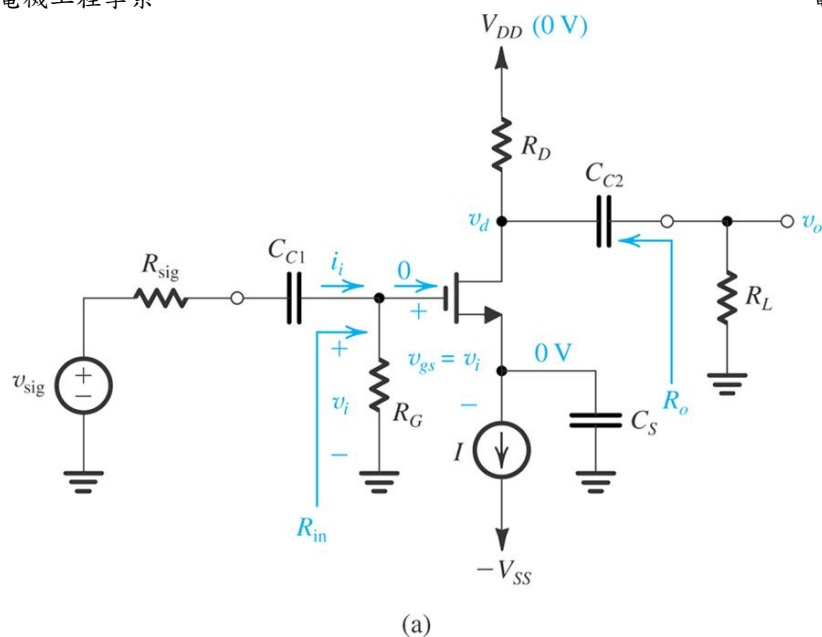 電機工程學系
電
V_DD (0 V)
R_D
C_C2
v_d
v_o
C_C1
i_i
0
R_sig
+
+
R_L
v_gs = v_i
0 V
v_sig
+
−
v_i
R_G
−
R_o
C_S
−
I
R_in
−V_SS
(a)